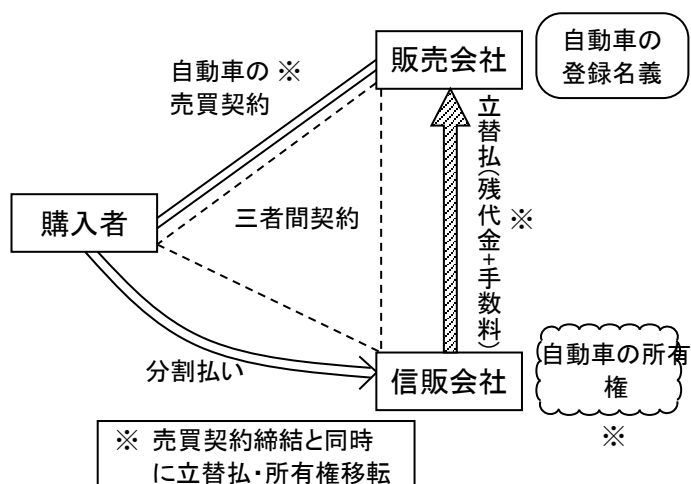 自動車の ※
売買契約
販売会社
自動車の
登録名義
購入者
三者間契約
立替払(残代金+手数料)
※
分割払い
信販会社
自動車の所有
権
※
※ 売買契約締結と同時
に立替払・所有権移転